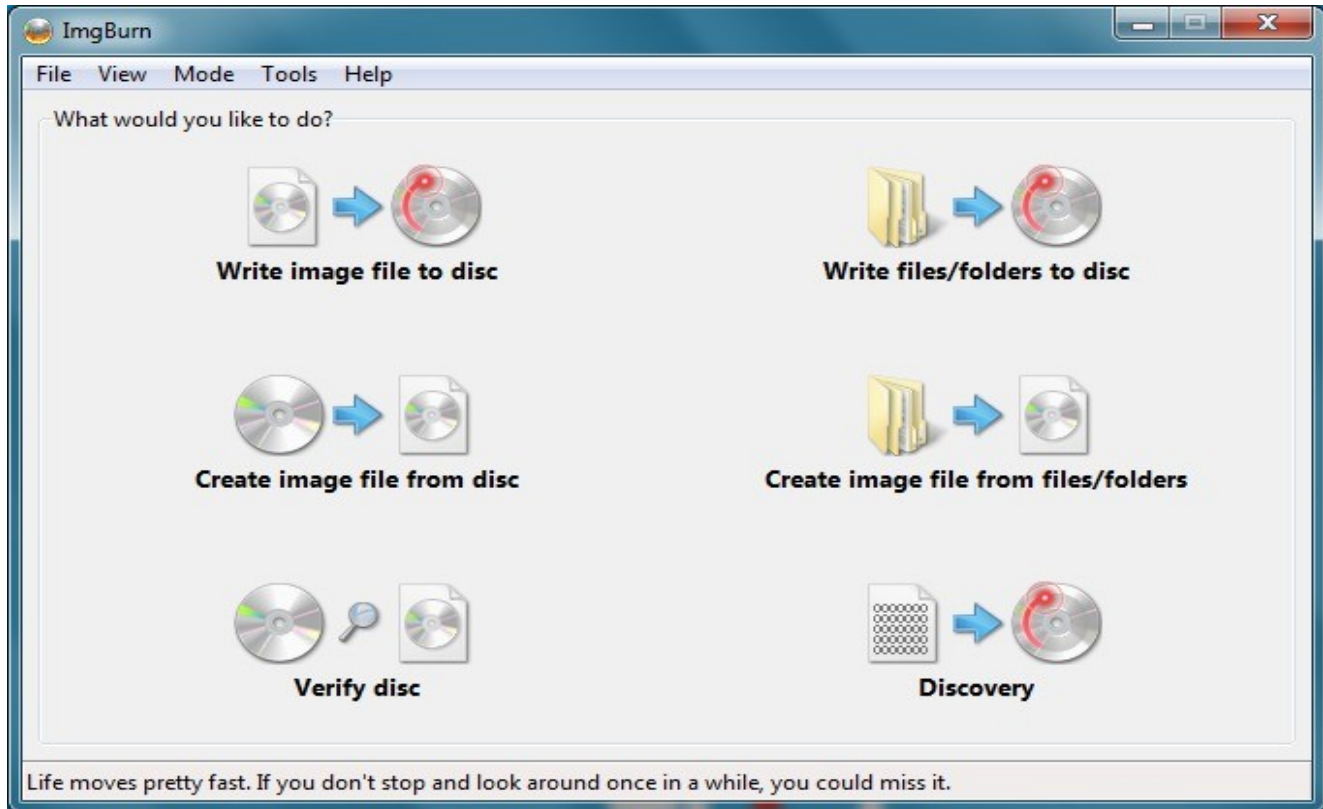 ImgBurn
File View Mode Tools Help
What would you like to do?
Write image file to disc
Write files/folders to disc
Create image file from disc
Create image file from files/folders
Verify disc
Discovery
Life moves pretty fast. If you don't stop and look around once in a while, you could miss it.